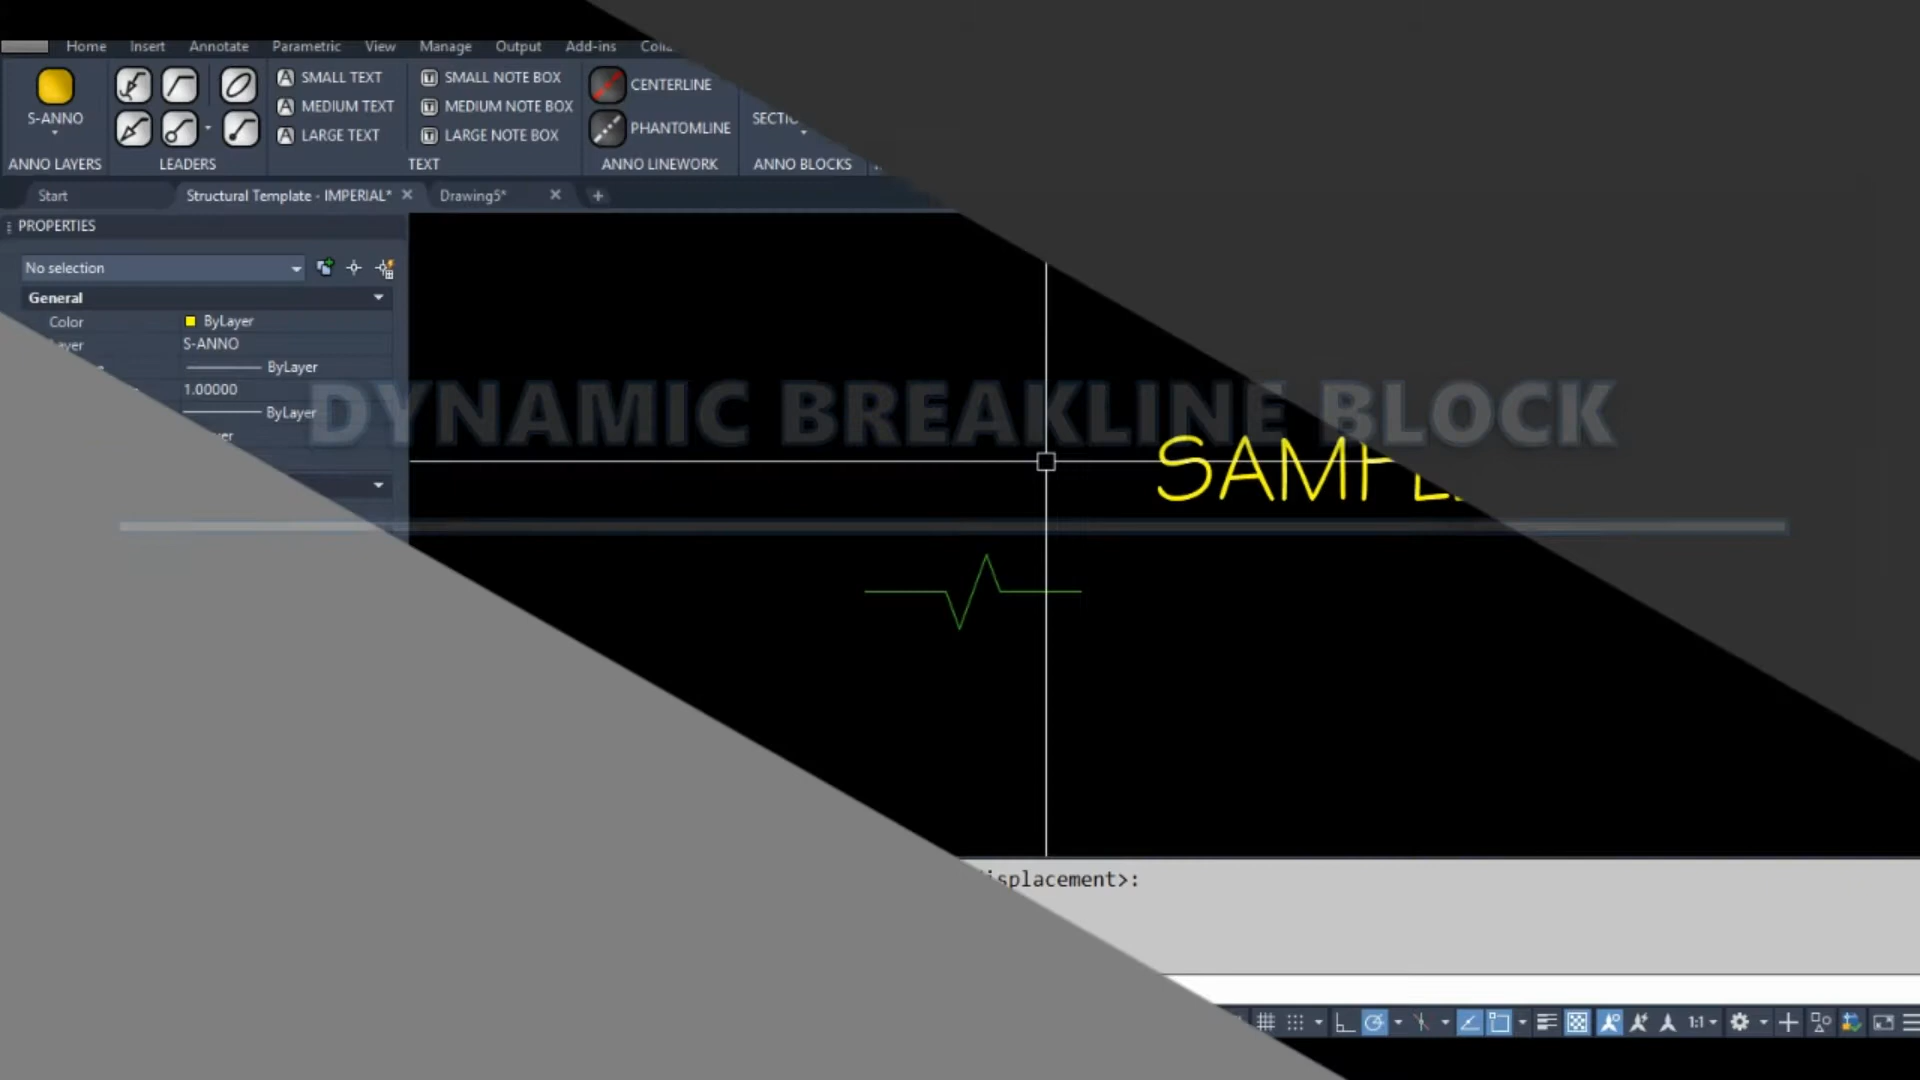 Home Insert Annotate Parametric View Manage Output Add-ins
S-ANNO
ANNO LAYERS
LEADERS
SMALL TEXT
MEDIUM TEXT
LARGE TEXT
SMALL NOTE BOX
MEDIUM NOTE BOX
LARGE NOTE BOX
TEXT
CENTERLINE
PHANTOMLINE
ANNO LINEWORK
ANNO BLOCKS
Start Structural Template - IMPERIAL* Drawing5*
PROPERTIES
No selection
General
Color ByLayer
S-ANNO
ByLayer
1.00000
ByLayer
DYNAMIC BREAKLINE BLOCK
1:1